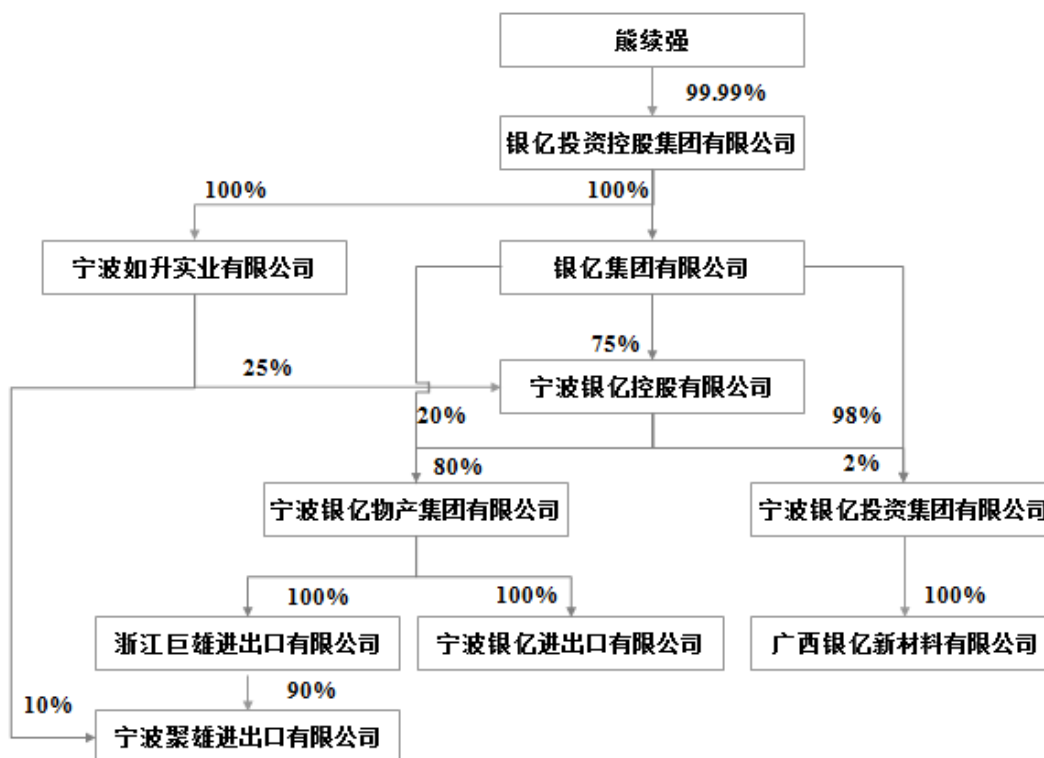 熊续强
99.99%
银亿投资控股集团有限公司
100%
100%
宁波如升实业有限公司
银亿集团有限公司
75%
25%
宁波银亿控股有限公司
20%
98%
80%
2%
宁波银亿物产集团有限公司
宁波银亿投资集团有限公司
100%
100%
100%
浙江巨雄进出口有限公司
宁波银亿进出口有限公司
广西银亿新材料有限公司
90%
10%
宁波聚雄进出口有限公司